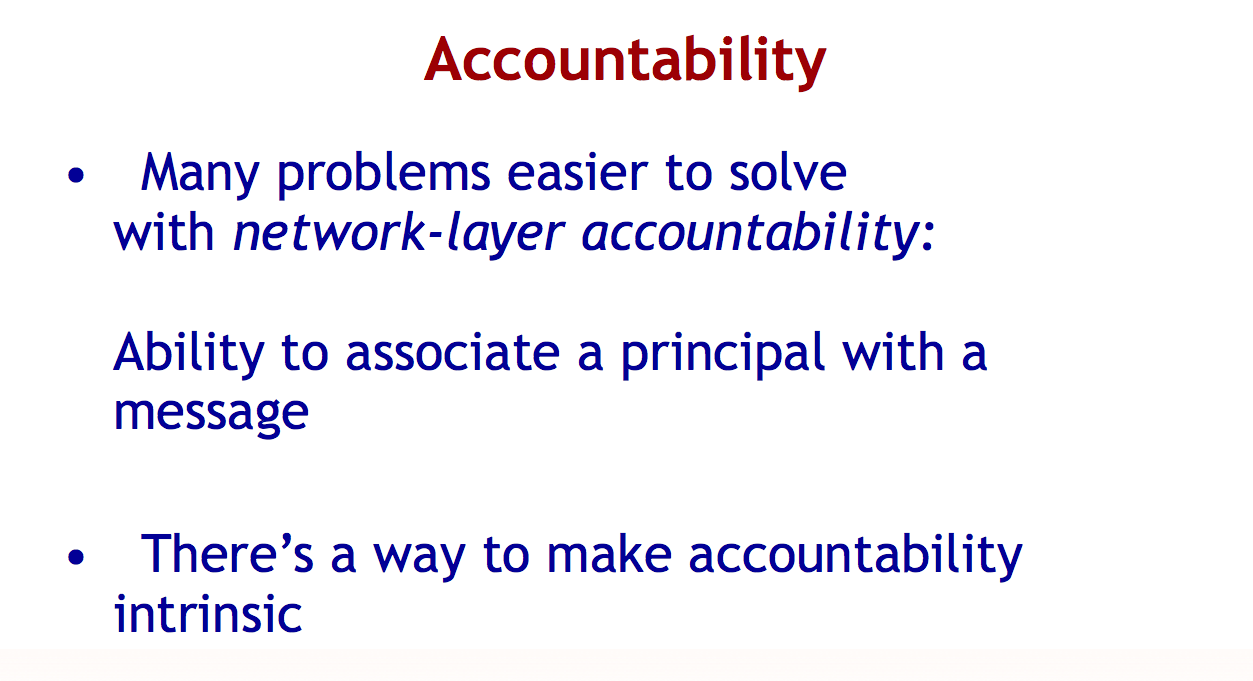 Accountability
• Many problems easier to solve
with network-layer accountability:
Ability to associate a principal with a
message
• There’s a way to make accountability
intrinsic